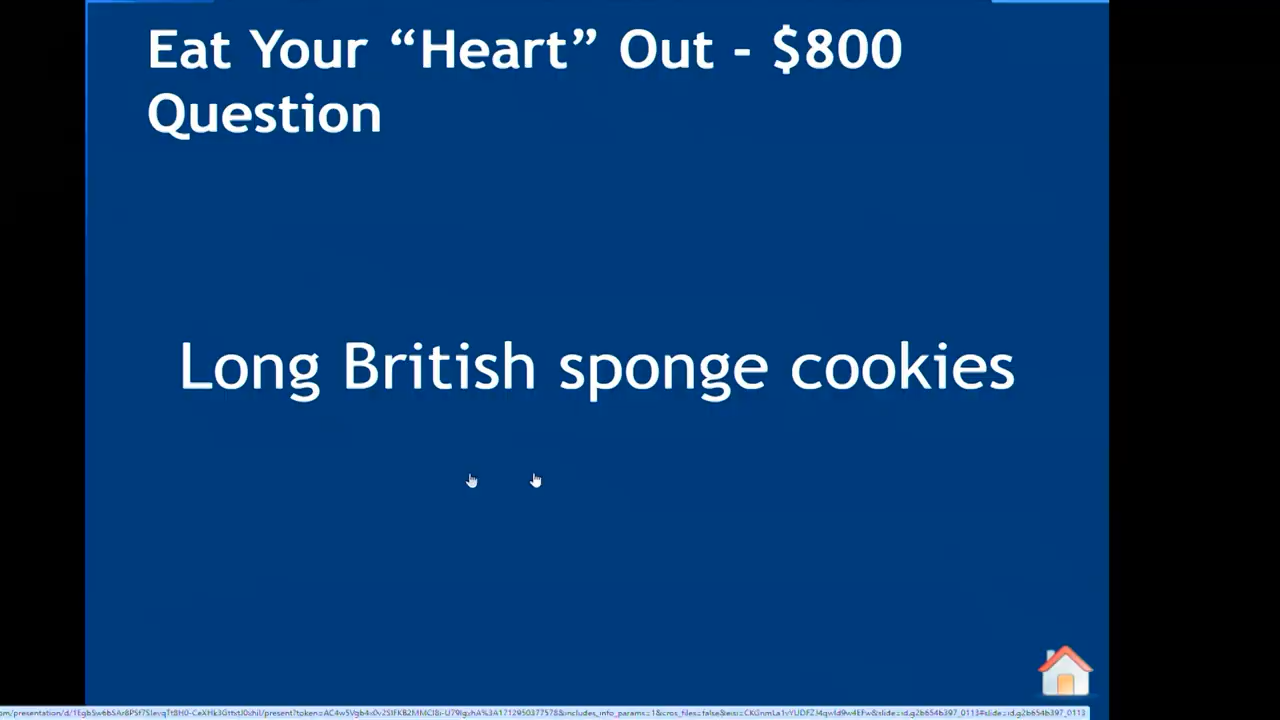 Eat Your “Heart” Out - $800
Question
Long British sponge cookies